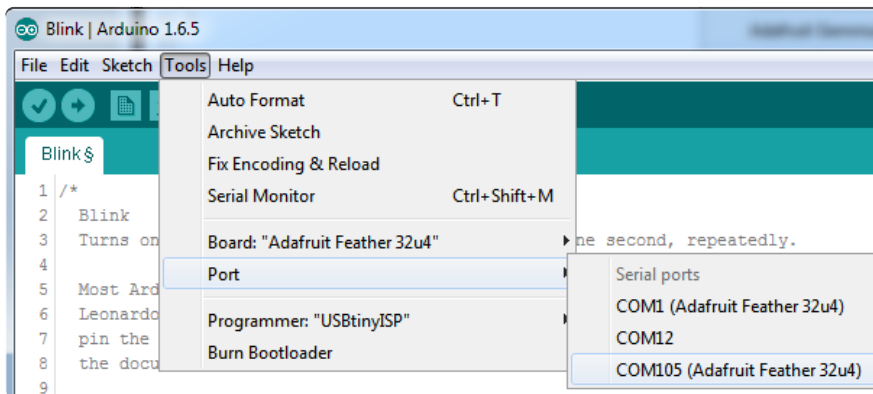 Blink | Arduino 1.6.5
File Edit Sketch Tools Help
Auto Format Ctrl+T
Archive Sketch
Fix Encoding & Reload
Serial Monitor Ctrl+Shift+M
Board: "Adafruit Feather 32u4"
Port
Programmer: "USBtinyISP"
Burn Bootloader
Serial ports
COM1 (Adafruit Feather 32u4)
COM12
COM105 (Adafruit Feather 32u4)
Blink §
1 /*
2 Blink
3 Turns on ne second, repeatedly.
4
5 Most Ard
6 Leonardo
7 pin the
8 the docu
9